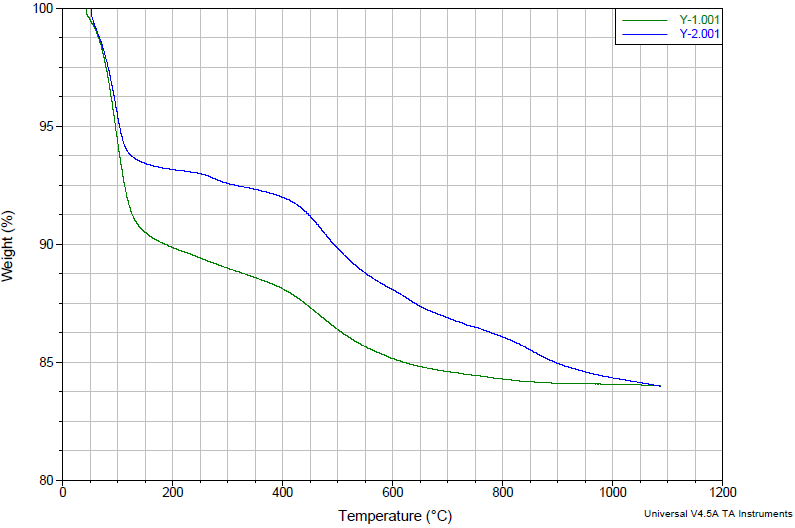 100
Y-1.001
Y-2.001
95
90
Weight (%)
85
80
0 200 400 600 800 1000 1200
Temperature (°C)
Universal V4.5A TA Instruments